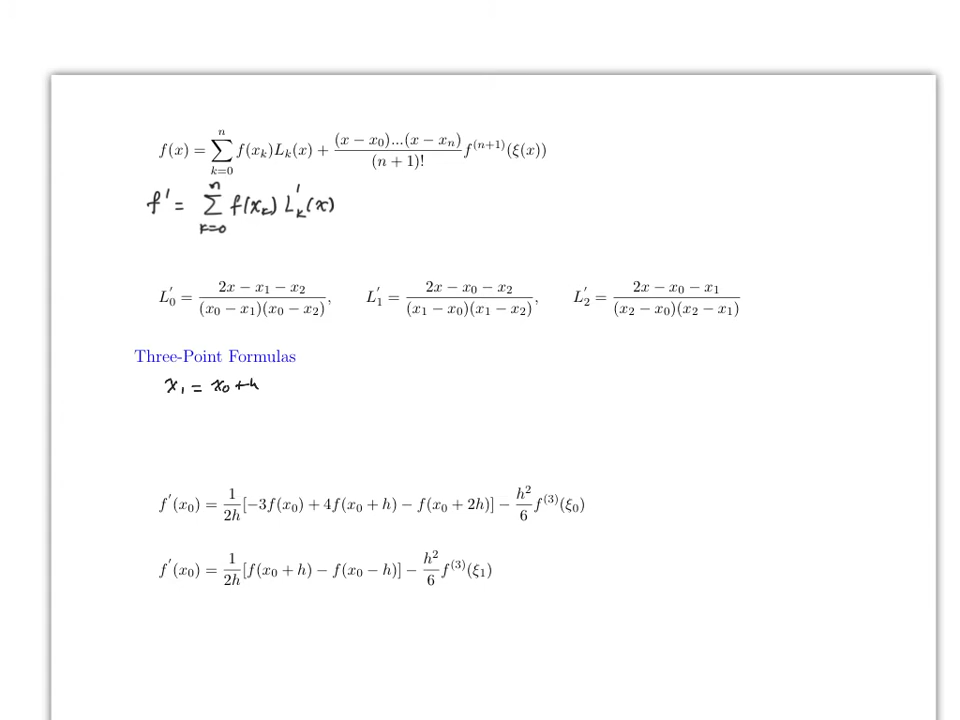 f(x) = \sum_{k=0}^{n} f(x_k)L_k(x) + \frac{(x - x_0)...(x - x_n)}{(n + 1)!} f^{(n+1)}(ξ(x))
f' = \sum_{k=0}^{n} f(x_k) L_k'(x)
L_0' = \frac{2x - x_1 - x_2}{(x_0 - x_1)(x_0 - x_2)}, L_1' = \frac{2x - x_0 - x_2}{(x_1 - x_0)(x_1 - x_2)}, L_2' = \frac{2x - x_0 - x_1}{(x_2 - x_0)(x_2 - x_1)}
Three-Point Formulas
x_1 = x_0 + h
f'(x_0) = \frac{1}{2h}[-3f(x_0) + 4f(x_0 + h) - f(x_0 + 2h)] - \frac{h^2}{6} f^{(3)}(ξ_0)
f'(x_0) = \frac{1}{2h}[f(x_0 + h) - f(x_0 - h)] - \frac{h^2}{6} f^{(3)}(ξ_1)